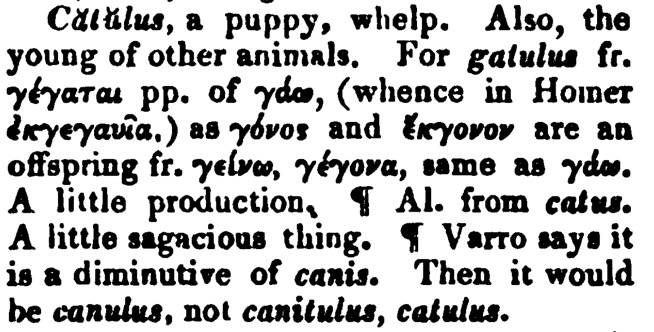 Cătŭlus, a puppy, whelp. Also, the
young of other animals. For gatulus fr.
γέγαται pp. of γάω, (whence in Homer
ἐκγεγαυῖα,) as γόνος and ἔκγονον are an
offspring fr. γείνω, γέγονα, same as γάω.
A little production. ¶ Al. from catus.
A little sagacious thing. ¶ Varro says it
is a diminutive of canis. Then it would
be canulus, not canitulus, catulus.